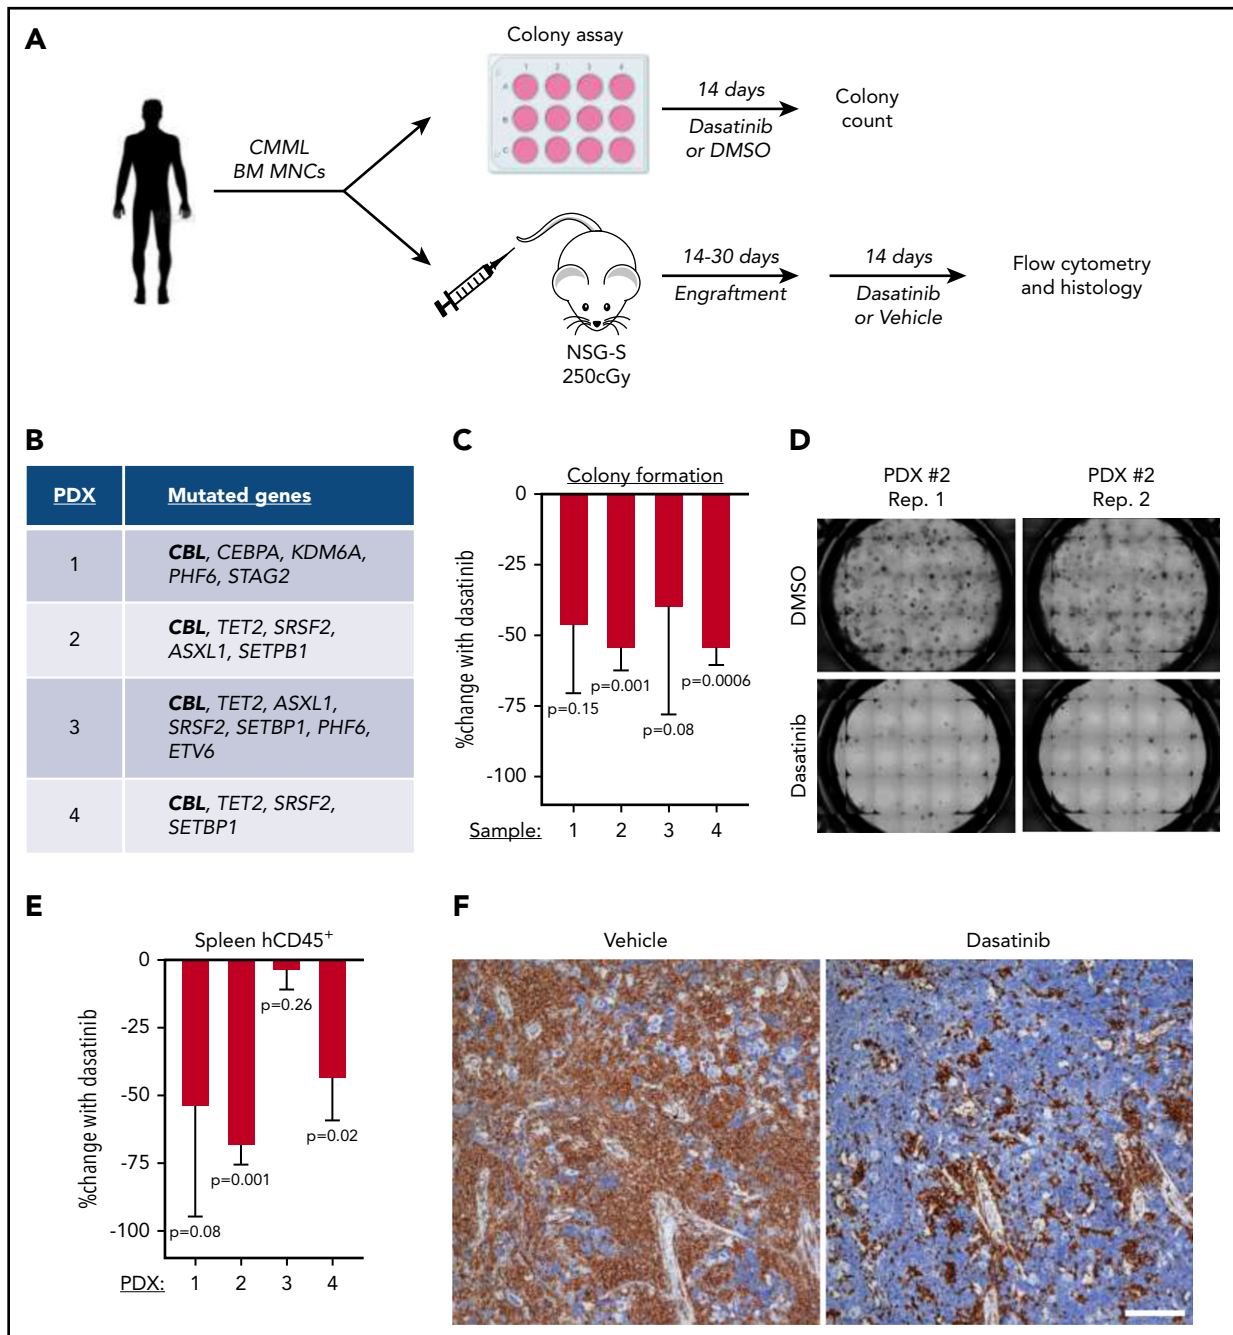 A
Colony assay
1 2 3 4
A
B
C
CMML
BM MNCs
14 days
Dasatinib
or DMSO
Colony
count
14-30 days
Engraftment
14 days
Dasatinib
or Vehicle
Flow cytometry
and histology
NSG-S
250cGy
B
PDX Mutated genes
1 CBL, CEBPA, KDM6A,
PHF6, STAG2
2 CBL, TET2, SRSF2,
ASXL1, SETPB1
3 CBL, TET2, ASXL1,
SRSF2, SETBP1, PHF6,
ETV6
4 CBL, TET2, SRSF2,
SETBP1
C
Colony formation
%change with dasatinib
0
-25
-50
-75
-100
p=0.15
p=0.001
p=0.08
p=0.0006
Sample: 1 2 3 4
D
PDX #2
Rep. 1
PDX #2
Rep. 2
DMSO
Dasatinib
E
Spleen hCD45+
%change with dasatinib
0
-25
-50
-75
-100
p=0.08
p=0.001
p=0.26
p=0.02
PDX: 1 2 3 4
F
Vehicle
Dasatinib